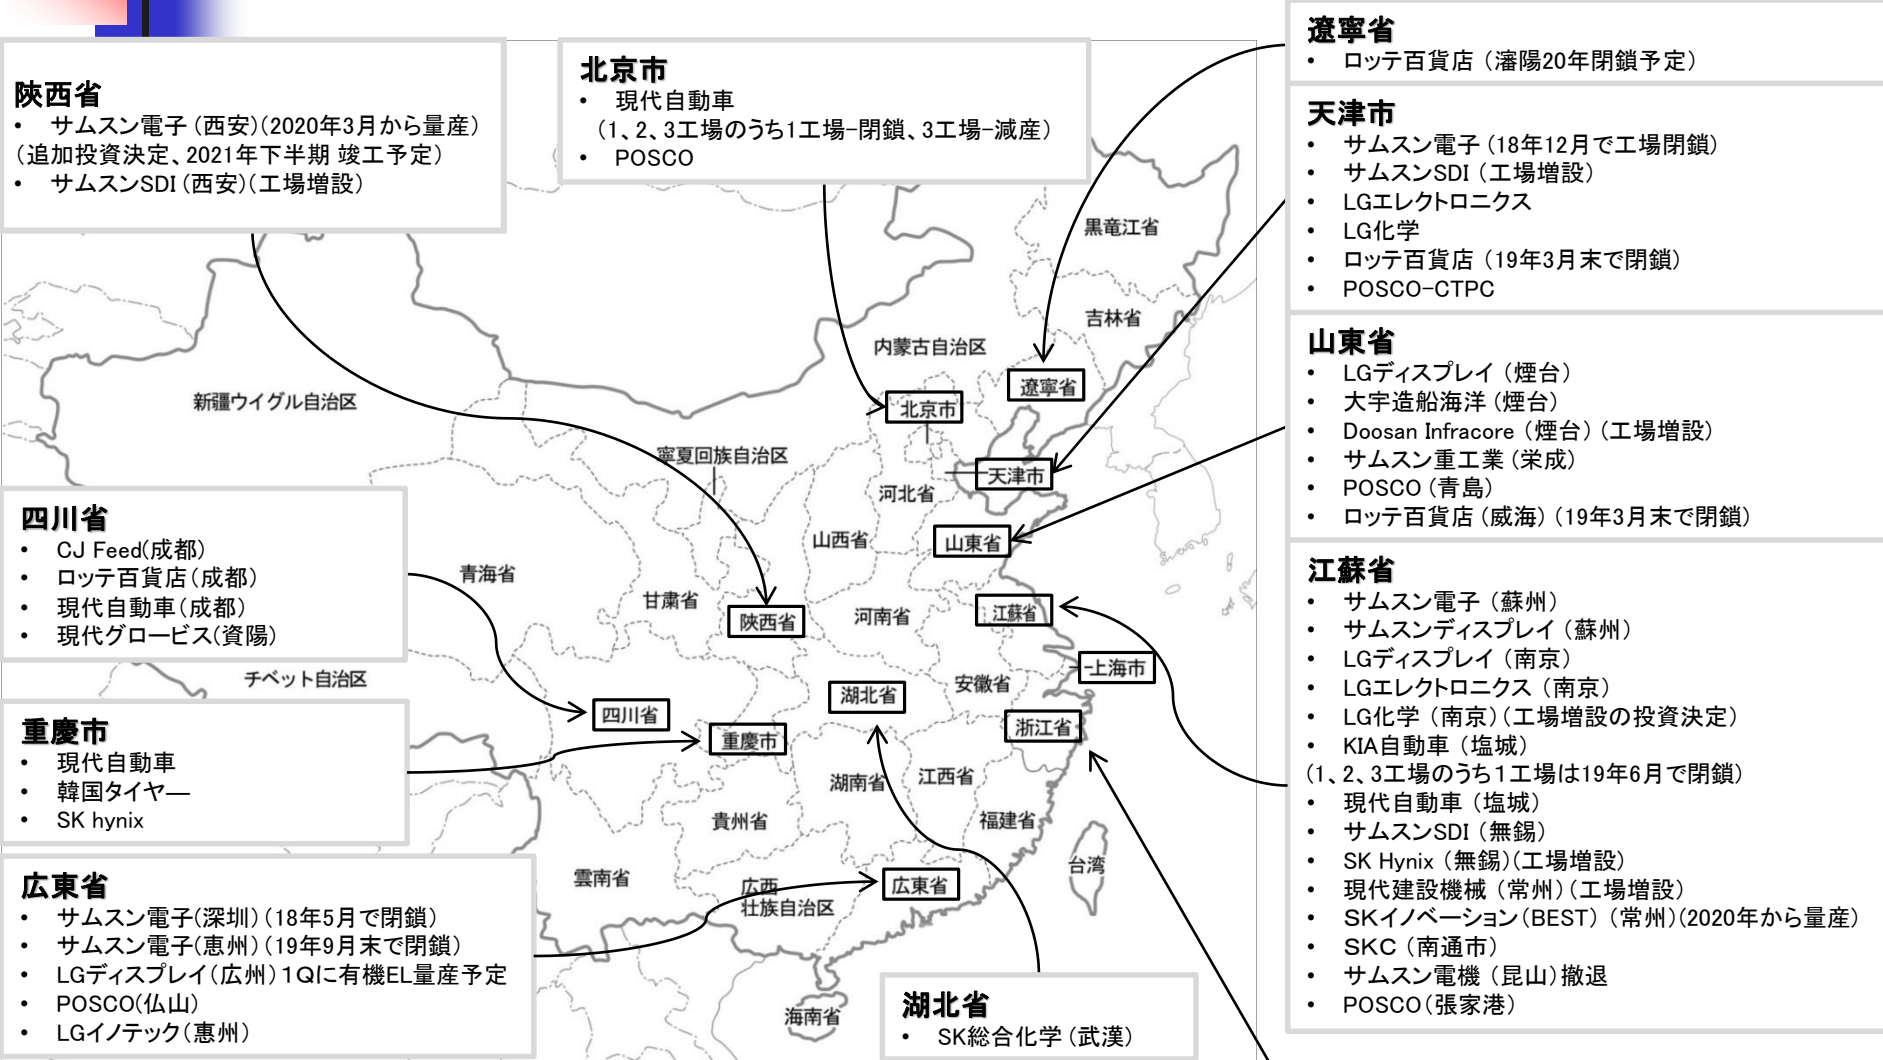 陝西省
• サムスン電子（西安）（2020年3月から量産）
（追加投資決定、2021年下半期 竣工予定）
• サムスンSDI（西安）（工場増設）
北京市
• 現代自動車
（1、2、3工場のうち1工場-閉鎖、3工場-減産）
• POSCO
遼寧省
• ロッテ百貨店（瀋陽20年閉鎖予定）
天津市
• サムスン電子（18年12月で工場閉鎖）
• サムスンSDI（工場増設）
• LGエレクトロニクス
• LG化学
• ロッテ百貨店（19年3月末で閉鎖）
• POSCO-CTPC
山東省
• LGディスプレイ（煙台）
• 大宇造船海洋（煙台）
• Doosan Infracore（煙台）（工場増設）
• サムスン重工業（栄成）
• POSCO（青島）
• ロッテ百貨店（威海）（19年3月末で閉鎖）
江蘇省
• サムスン電子（蘇州）
• サムスンディスプレイ（蘇州）
• LGディスプレイ（南京）
• LGエレクトロニクス（南京）
• LG化学（南京）（工場増設の投資決定）
• KIA自動車（塩城）
（1、2、3工場のうち1工場は19年6月で閉鎖）
• 現代自動車（塩城）
• サムスンSDI（無錫）
• SK Hynix（無錫）（工場増設）
• 現代建設機械（常州）（工場増設）
• SKイノベーション（BEST）（常州）（2020年から量産）
• SKC（南通市）
• サムスン電機（昆山）撤退
• POSCO（張家港）
四川省
• CJ Feed(成都）
• ロッテ百貨店（成都）
• 現代自動車（成都）
• 現代グロービス(資陽）
重慶市
• 現代自動車
• 韓国タイヤ―
• SK hynix
広東省
• サムスン電子(深圳）（18年5月で閉鎖）
• サムスン電子（恵州）（19年9月末で閉鎖）
• LGディスプレイ（広州）１Qに有機EL量産予定
• POSCO(仏山）
• LGイノテック（恵州）
湖北省
• SK総合化学（武漢）
黒竜江省
吉林省
内蒙古自治区
遼寧省
新疆ウイグル自治区
北京市
寧夏回族自治区
天津市
河北省
山西省
山東省
青海省
甘粛省
陝西省
河南省
江蘇省
チベット自治区
上海市
安徽省
湖北省
四川省
重慶市
浙江省
湖南省
江西省
貴州省
福建省
雲南省
広西
壮族自治区
広東省
台湾
海南省